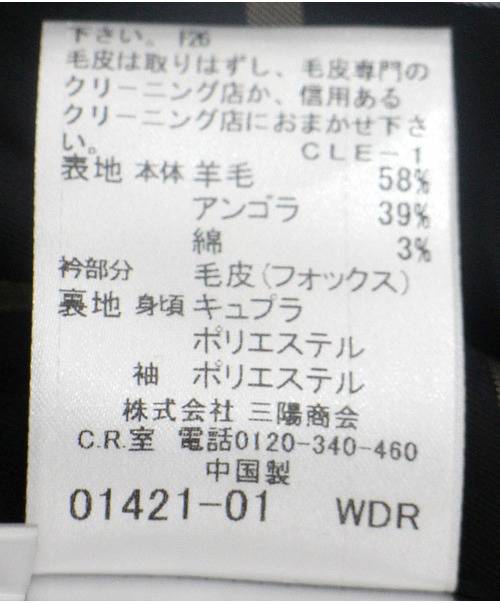 下さい。 F26
毛皮は取りはずし、毛皮専門の
クリーニング店か、信用ある
クリーニング店におまかせ下さ
い。 CLE-1
表地 本体 羊毛 58%
アンゴラ 39%
綿 3%
衿部分 毛皮(フォックス)
裏地 身頃 キュプラ
ポリエステル
袖 ポリエステル
株式会社 三陽商会
C.R.室 電話0120-340-460
中国製
01421-01 WDR